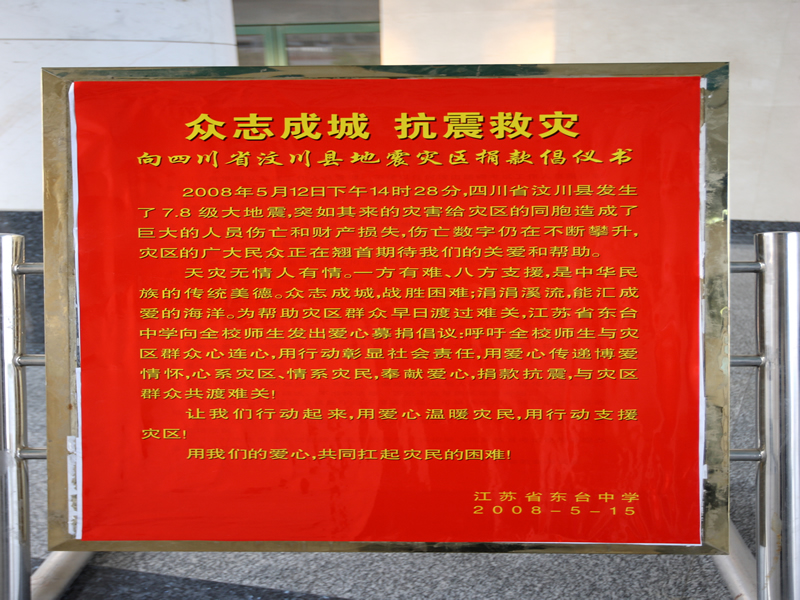 众志成城 抗震救灾
向四川省汶川县地震灾区捐款倡仪书
2008年5月12日下午14时28分,四川省汶川县发生
了7.8 级大地震,突如其来的灾害给灾区的同胞造成了
巨大的人员伤亡和财产损失,伤亡数字仍在不断攀升,
灾区的广大民众正在翘首期待我们的关爱和帮助。
天灾无情人有情。一方有难、八方支援,是中华民
族的传统美德。众志成城,战胜困难;涓涓溪流,能汇成
爱的海洋。为帮助灾区群众早日渡过难关,江苏省东台
中学向全校师生发出爱心募捐倡议:呼吁全校师生与灾
区群众心连心,用行动彰显社会责任,用爱心传递博爱
情怀,心系灾区、情系灾民,奉献爱心,捐款抗震,与灾区
群众共渡难关!
让我们行动起来,用爱心温暖灾民,用行动支援
灾区!
用我们的爱心,共同扛起灾民的困难!
江苏省东台中学
2008-5-15